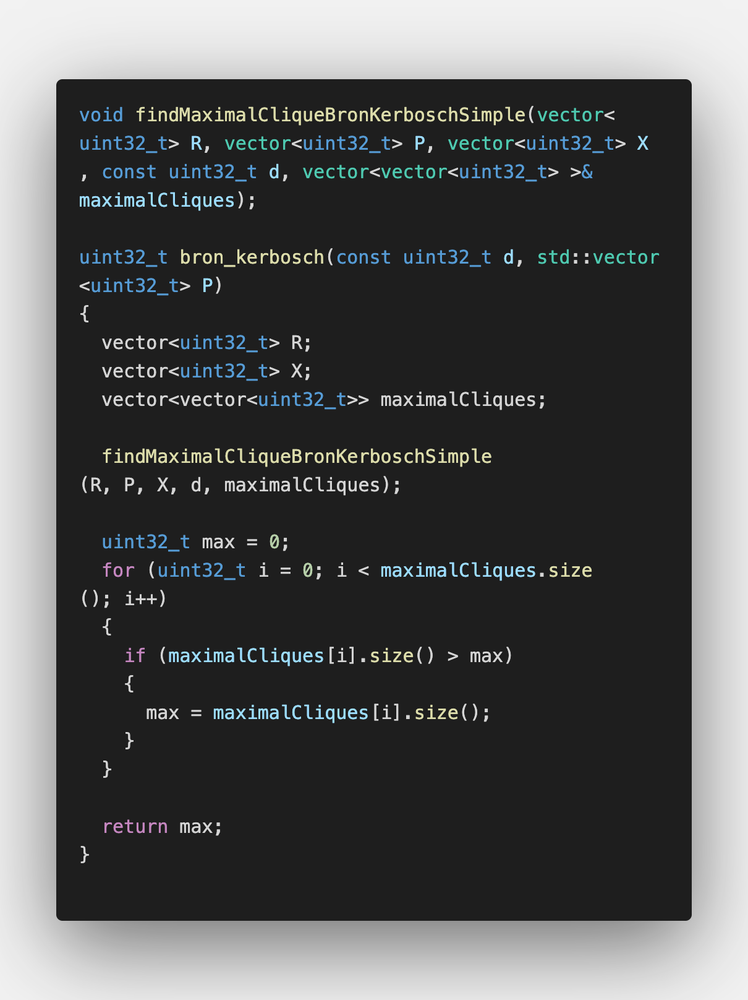 void findMaximalCliqueBronKerboschSimple(vector<
uint32_t> R, vector<uint32_t> P, vector<uint32_t> X
, const uint32_t d, vector<vector<uint32_t> >&
maximalCliques);

uint32_t bron_kerbosch(const uint32_t d, std::vector
<uint32_t> P)
{
  vector<uint32_t> R;
  vector<uint32_t> X;
  vector<vector<uint32_t>> maximalCliques;

  findMaximalCliqueBronKerboschSimple
(R, P, X, d, maximalCliques);

  uint32_t max = 0;
  for (uint32_t i = 0; i < maximalCliques.size
(); i++)
  {
    if (maximalCliques[i].size() > max)
    {
      max = maximalCliques[i].size();
    }
  }

  return max;
}